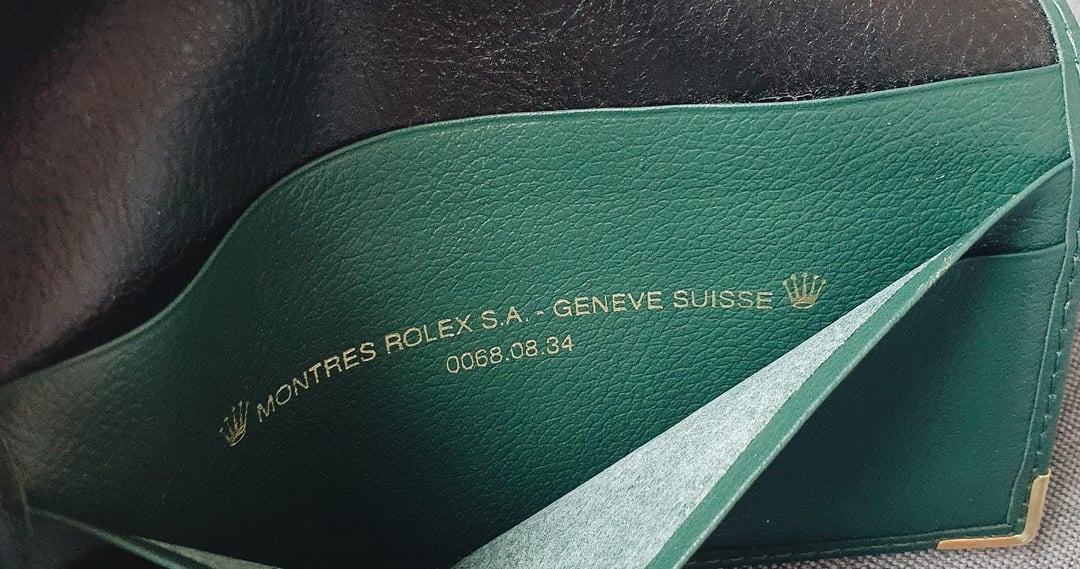 MONTRES ROLEX S.A. - GENEVE SUISSE
0068.08.34